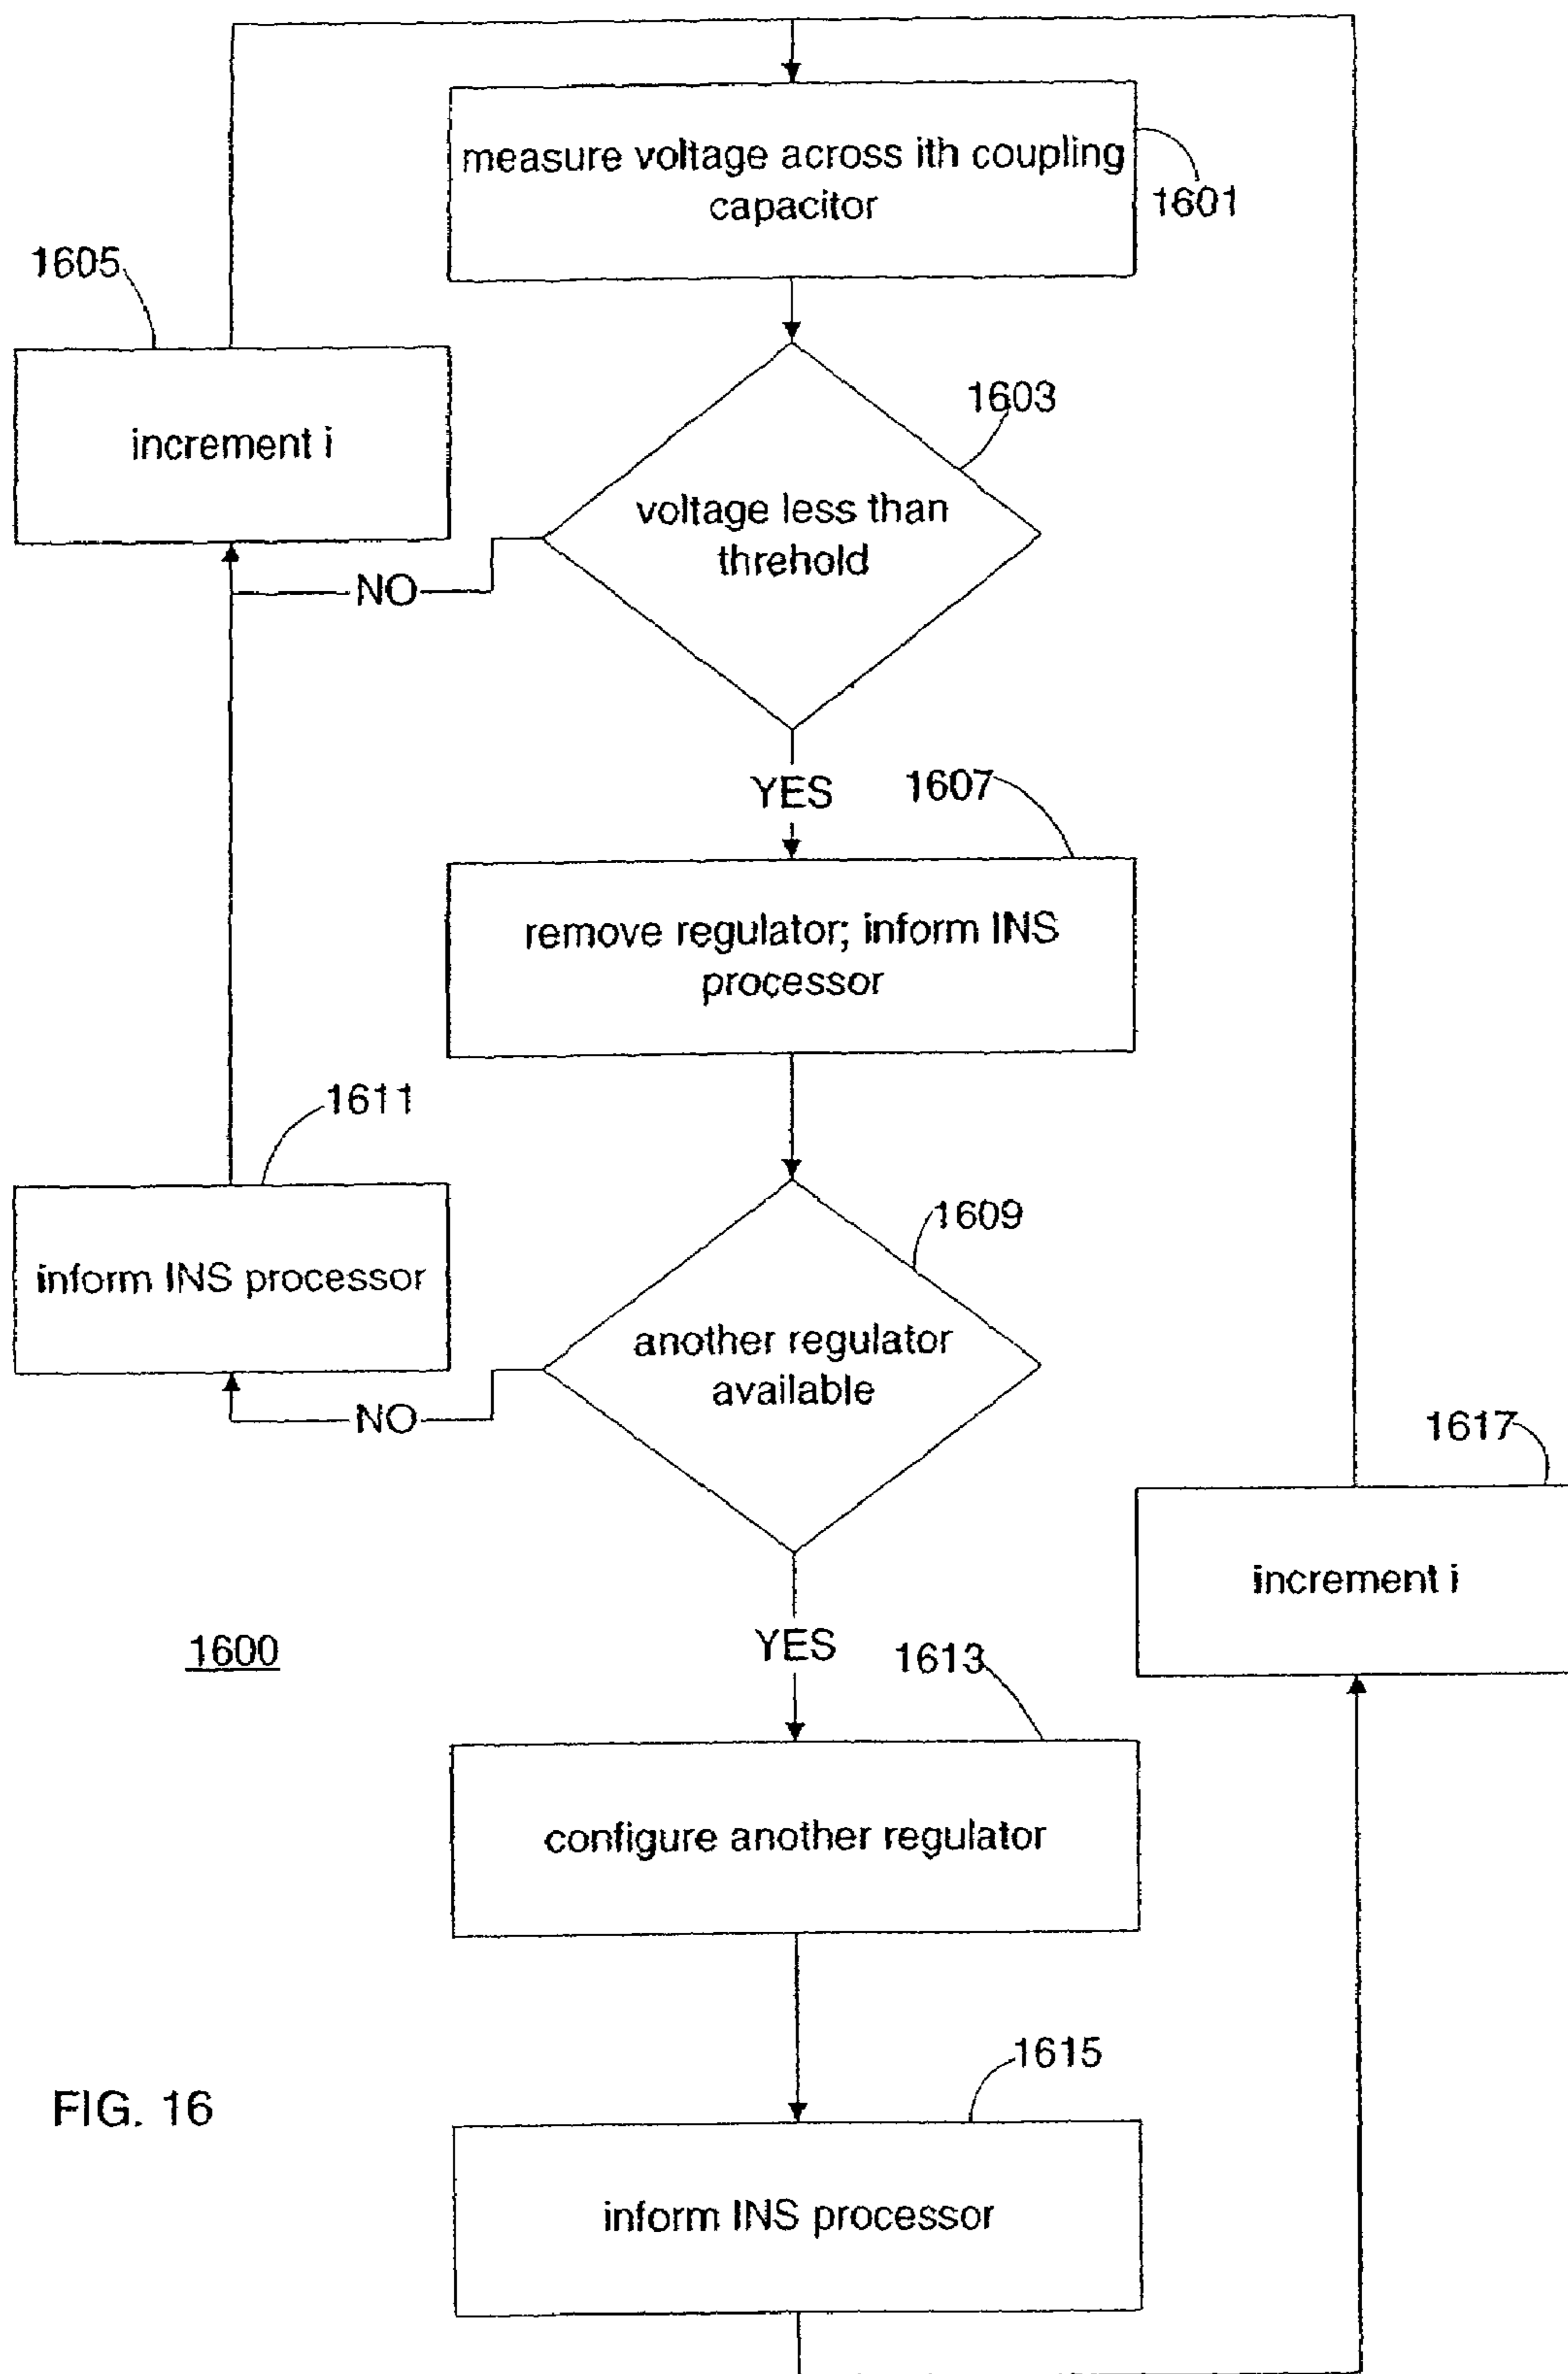 measure voltage across ith coupling
capacitor
1601
1605
increment i
1603
voltage less than
threhold
NO
YES
1607
remove regulator; inform INS
processor
1611
inform INS processor
1609
another regulator
available
NO
1617
increment i
YES
1600
1613
configure another regulator
1615
FIG. 16
inform INS processor